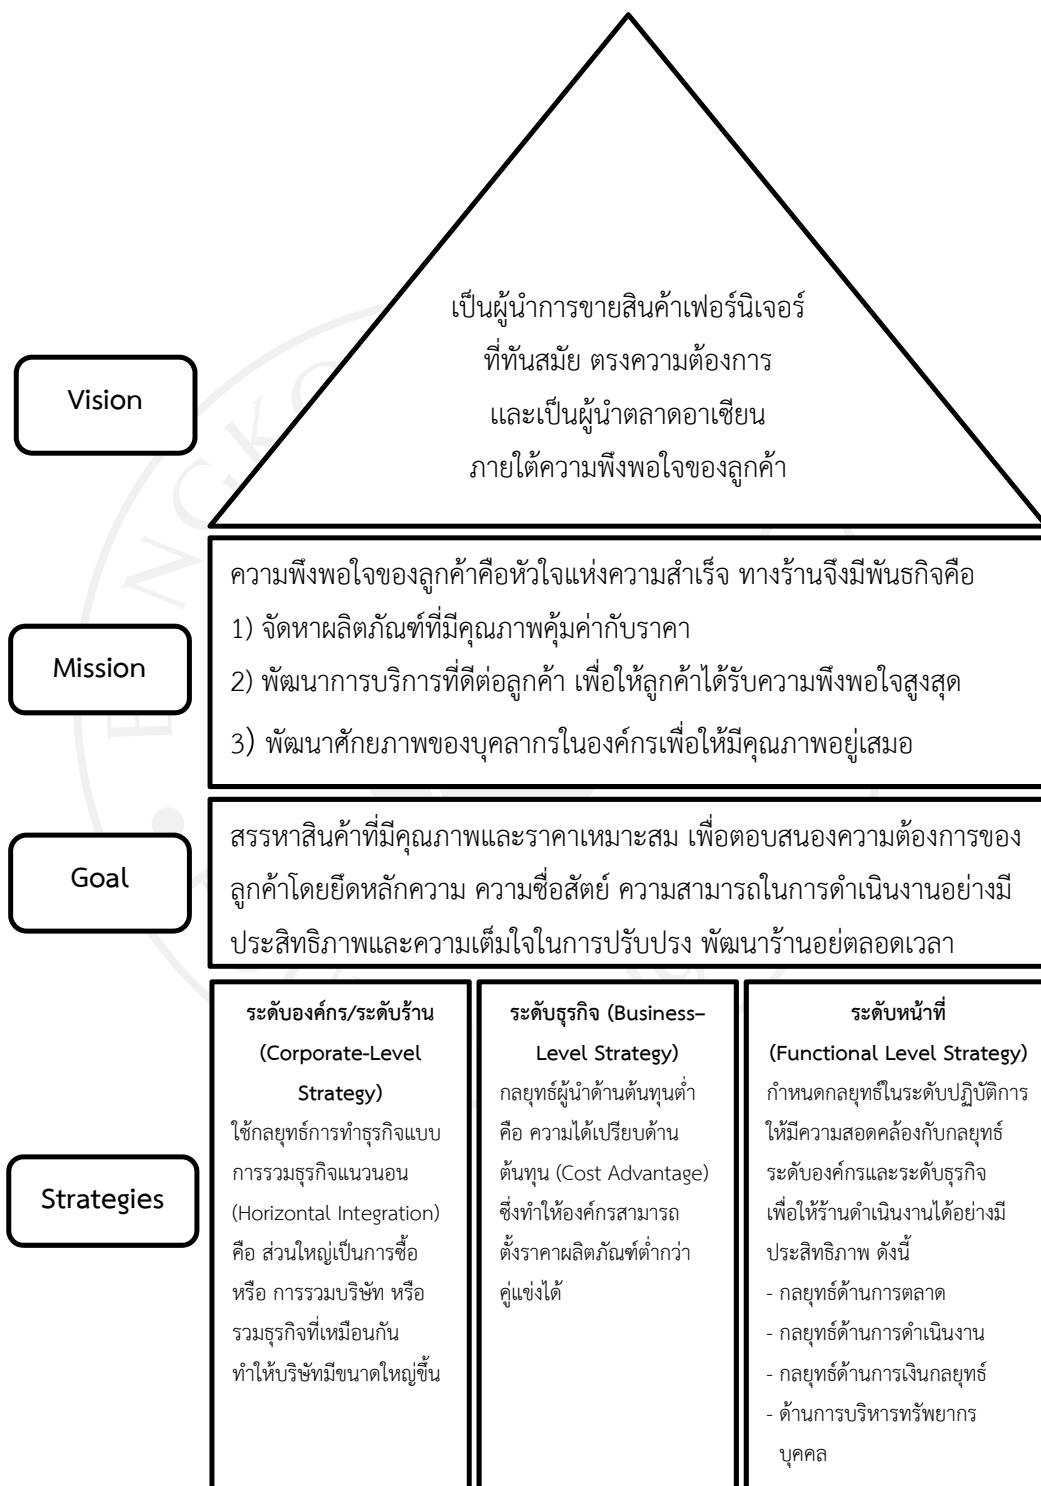 เป็นผู้นำการขายสินค้าเฟอร์นิเจอร์
ที่ทันสมัย ตรงความต้องการ
และเป็นผู้นำตลาดอาเซียน
ภายใต้ความพึงพอใจของลูกค้า
Vision
ความพึงพอใจของลูกค้าคือหัวใจแห่งความสำเร็จ ทางร้านจึงมีพันธกิจคือ
1) จัดหาผลิตภัณฑ์ที่มีคุณภาพคุ้มค่ากับราคา
2) พัฒนาการบริการที่ดีต่อลูกค้า เพื่อให้ลูกค้าได้รับความพึงพอใจสูงสุด
3) พัฒนาศักยภาพของบุคลากรในองค์กรเพื่อให้มีคุณภาพอยู่เสมอ
Mission
สรรหาสินค้าที่มีคุณภาพและราคาเหมาะสม เพื่อตอบสนองความต้องการของ
ลูกค้าโดยยึดหลักความ ความซื่อสัตย์ ความสามารถในการดำเนินงานอย่างมี
ประสิทธิภาพและความเต็มใจในการปรับปรุง พัฒนาร้านอยู่ตลอดเวลา
Goal
Strategies
ระดับองค์กร/ระดับร้าน
(Corporate-Level
Strategy)
ใช้กลยุทธ์การทำธุรกิจแบบ
การรวมธุรกิจแนวนอน
(Horizontal Integration)
คือ ส่วนใหญ่เป็นการซื้อ
หรือ การรวมบริษัท หรือ
รวมธุรกิจที่เหมือนกัน
ทำให้บริษัทมีขนาดใหญ่ขึ้น
ระดับธุรกิจ (Business–
Level Strategy)
กลยุทธ์ผู้นำด้านต้นทุนต่ำ
คือ ความได้เปรียบด้าน
ต้นทุน (Cost Advantage)
ซึ่งทำให้องค์กรสามารถ
ตั้งราคาผลิตภัณฑ์ต่ำกว่า
คู่แข่งได้
ระดับหน้าที่
(Functional Level Strategy)
กำหนดกลยุทธ์ในระดับปฏิบัติการ
ให้มีความสอดคล้องกับกลยุทธ์
ระดับองค์กรและระดับธุรกิจ
เพื่อให้ร้านดำเนินงานได้อย่างมี
ประสิทธิภาพ ดังนี้
- กลยุทธ์ด้านการตลาด
- กลยุทธ์ด้านการดำเนินงาน
- กลยุทธ์ด้านการเงินกลยุทธ์
- ด้านการบริหารทรัพยากร
บุคคล